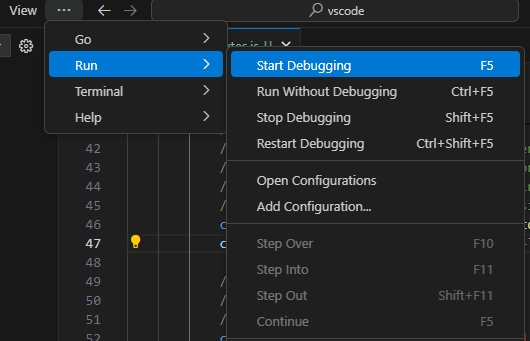 View ··· vscode
Go
Run
Terminal
Help
Start Debugging F5
Run Without Debugging Ctrl+F5
Stop Debugging Shift+F5
Restart Debugging Ctrl+Shift+F5
Open Configurations
Add Configuration...
Step Over F10
Step Into F11
Step Out Shift+F11
Continue F5
42 /
43 /
44 /
45 /
46 c
47 c
48
49 /
50 /
51 /
52 c